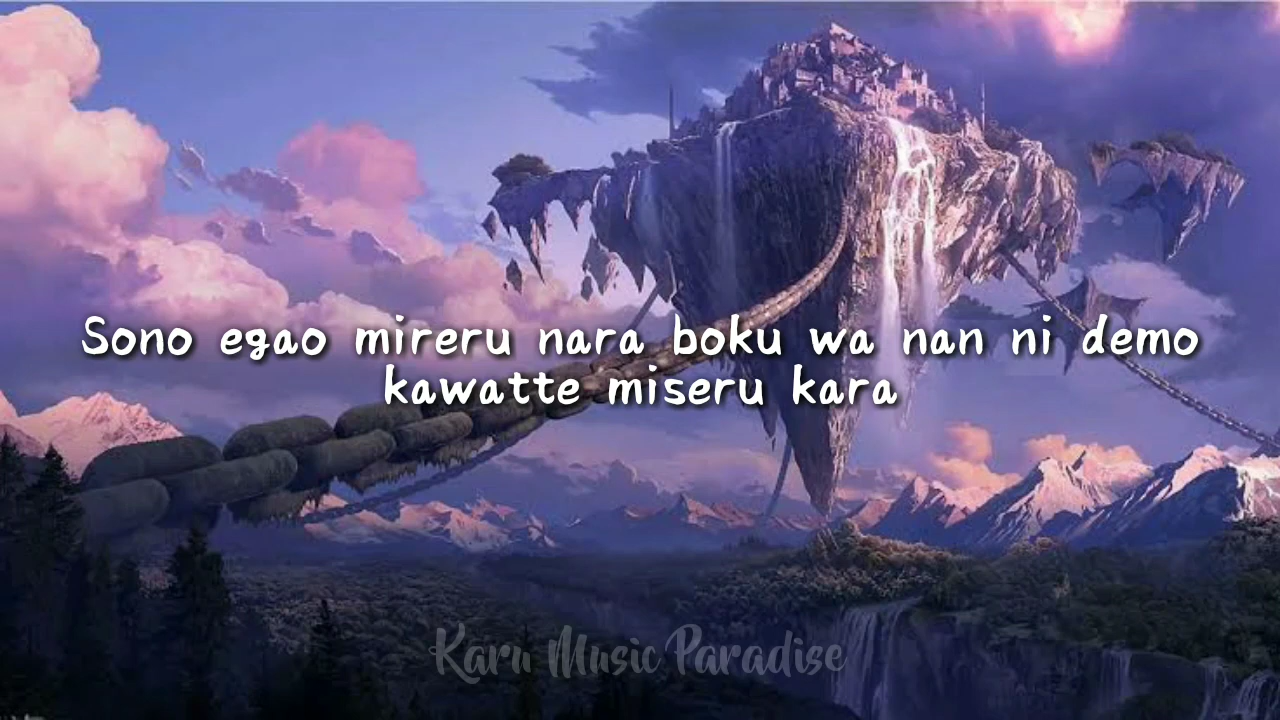 Sono egao mireru nara boku wa nan ni demo
kawatte miseru kara
Karu Music Paradise